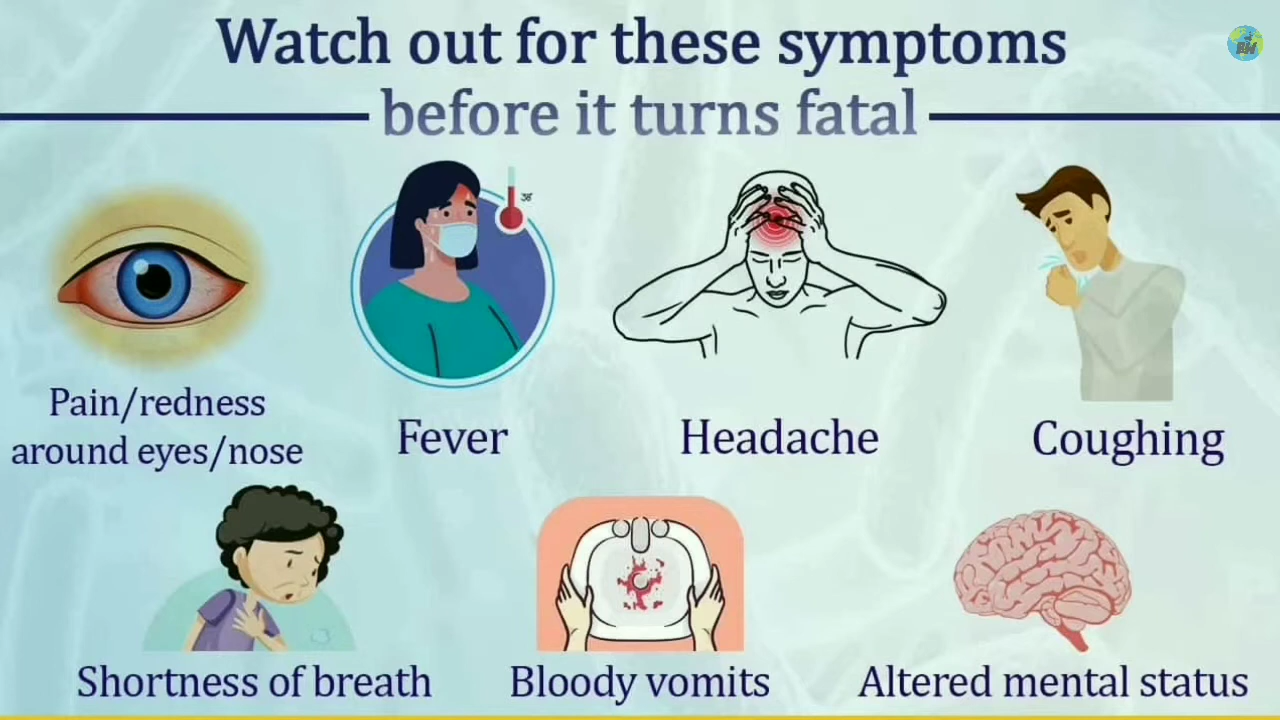 Watch out for these symptoms
before it turns fatal
38°
Pain/redness
around eyes/nose
Fever
Headache
Coughing
Shortness of breath
Bloody vomits
Altered mental status